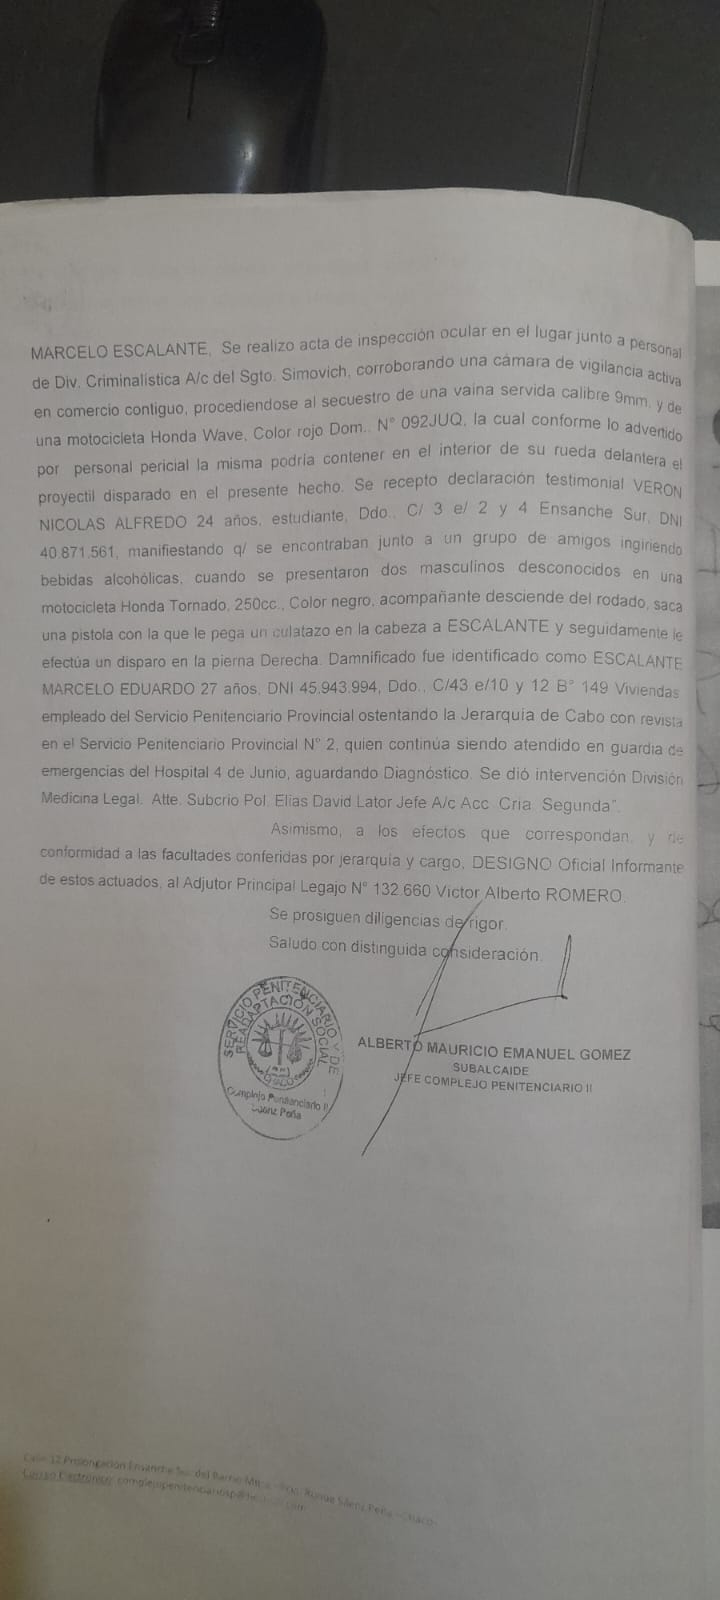 MARCELO ESCALANTE, Se realizo acta de inspección ocular en el lugar junto a personal
de Div. Criminalística A/c del Sgto. Simovich, corroborando una cámara de vigilancia activa
en comercio contiguo, procediendose al secuestro de una vaina servida calibre 9mm. y de
una motocicleta Honda Wave, Color rojo Dom.. N° 092JUQ, la cual conforme lo advertido
por personal pericial la misma podría contener en el interior de su rueda delantera el
proyectil disparado en el presente hecho. Se recepto declaración testimonial VERON
NICOLAS ALFREDO 24 años, estudiante, Ddo., C/ 3 e/ 2 y 4 Ensanche Sur, DNI
40.871.561, manifiestando q/ se encontraban junto a un grupo de amigos ingiriendo
bebidas alcohólicas, cuando se presentaron dos masculinos desconocidos en una
motocicleta Honda Tornado, 250cc., Color negro, acompañante desciende del rodado, saca
una pistola con la que le pega un culatazo en la cabeza a ESCALANTE y seguidamente le
efectúa un disparo en la pierna Derecha. Damnificado fue identificado como ESCALANTE
MARCELO EDUARDO 27 años, DNI 45.943.994, Ddo., C/43 e/10 y 12 B° 149 Viviendas
empleado del Servicio Penitenciario Provincial ostentando la Jerarquía de Cabo con revista
en el Servicio Penitenciario Provincial N° 2, quien continúa siendo atendido en guardia de
emergencias del Hospital 4 de Junio, aguardando Diagnóstico. Se dió intervención División
Medicina Legal. Atte. Subcrio Pol. Elias David Lator Jefe A/c Acc Cria. Segunda".
Asimismo, a los efectos que correspondan, y de
conformidad a las facultades conferidas por jerarquía y cargo, DESIGNO Oficial Informante
de estos actuados, al Adjutor Principal Legajo N° 132.660 Victor Alberto ROMERO.
Se prosiguen diligencias de rigor.
Saludo con distinguida consideración.
SERVICIO PENITENCIARIO Y DE
READAPTACIÓN SOCIAL
CHACO
Complejo Penitenciario II
Saenz Peña
ALBERTO MAURICIO EMANUEL GOMEZ
SUBALCAIDE
JEFE COMPLEJO PENITENCIARIO II
Calle 12 Prolongación Ensanche Sur del Barrio Roque Sáenz Peña - Chaco
Correo Electrónico: